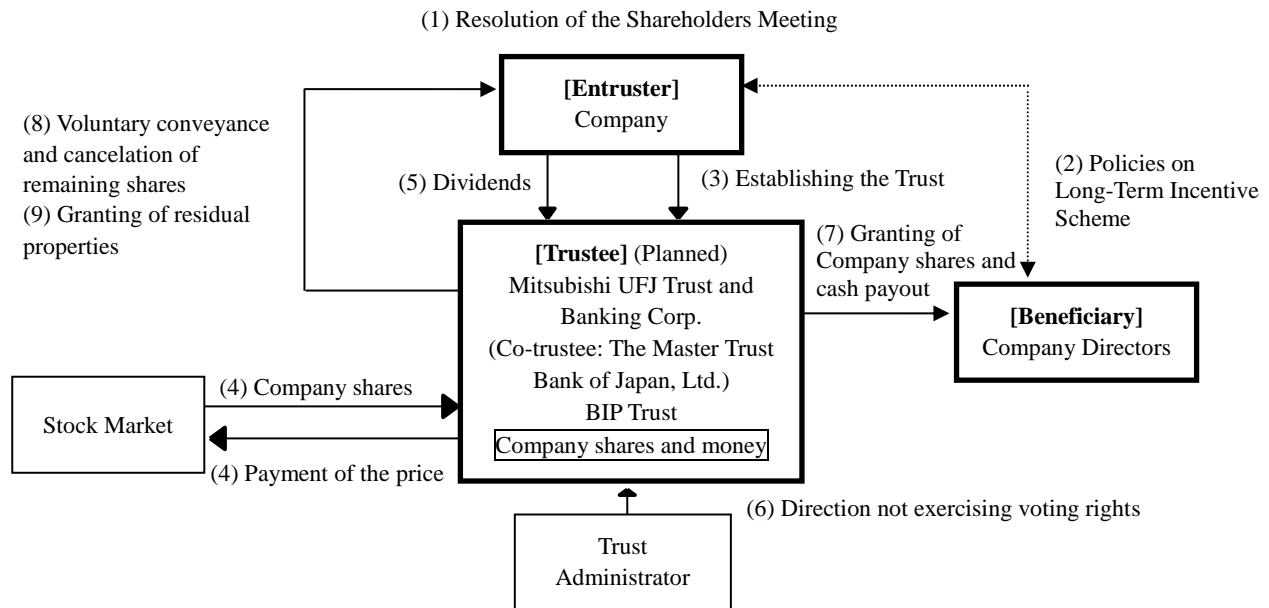 (1) Resolution of the Shareholders Meeting
[Entruster]
Company
(8) Voluntary conveyance
and cancelation of
remaining shares
(9) Granting of residual
properties
(5) Dividends
(3) Establishing the Trust
(2) Policies on
Long-Term Incentive
Scheme
[Trustee] (Planned)
Mitsubishi UFJ Trust and
Banking Corp.
(Co-trustee: The Master Trust
Bank of Japan, Ltd.)
BIP Trust
Company shares and money
(7) Granting of
Company shares and
cash payout
[Beneficiary]
Company Directors
(4) Company shares
Stock Market
(4) Payment of the price
(6) Direction not exercising voting rights
Trust
Administrator